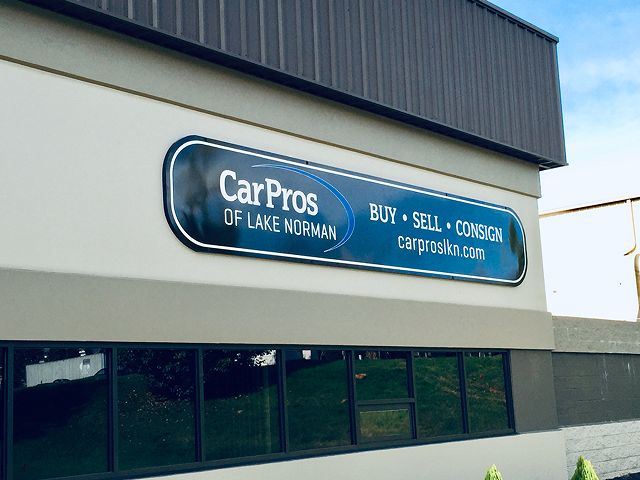 CarPros
OF LAKE NORMAN
BUY • SELL • CONSIGN
carproslkn.com